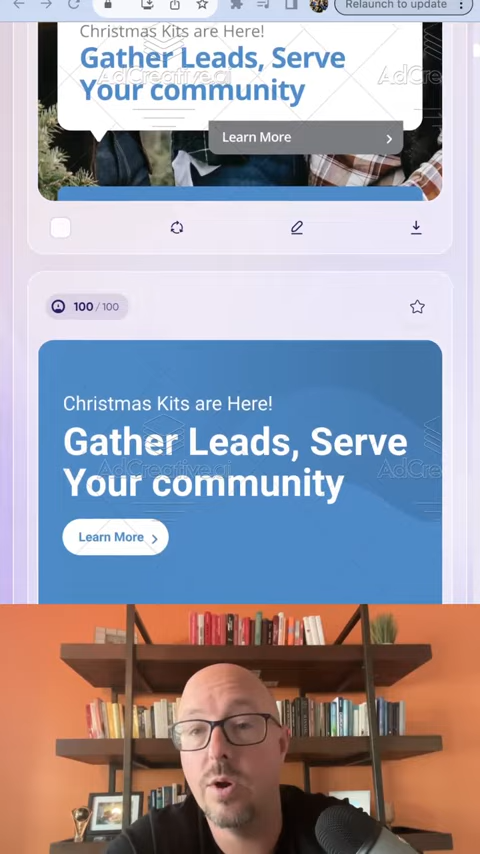 Relaunch to update
Christmas Kits are Here!
Gather Leads, Serve
Your community
AdCreative.ai
AdCre
Learn More
100 / 100
Christmas Kits are Here!
Gather Leads, Serve
Your community
AdCreative.ai
AdCre
Learn More